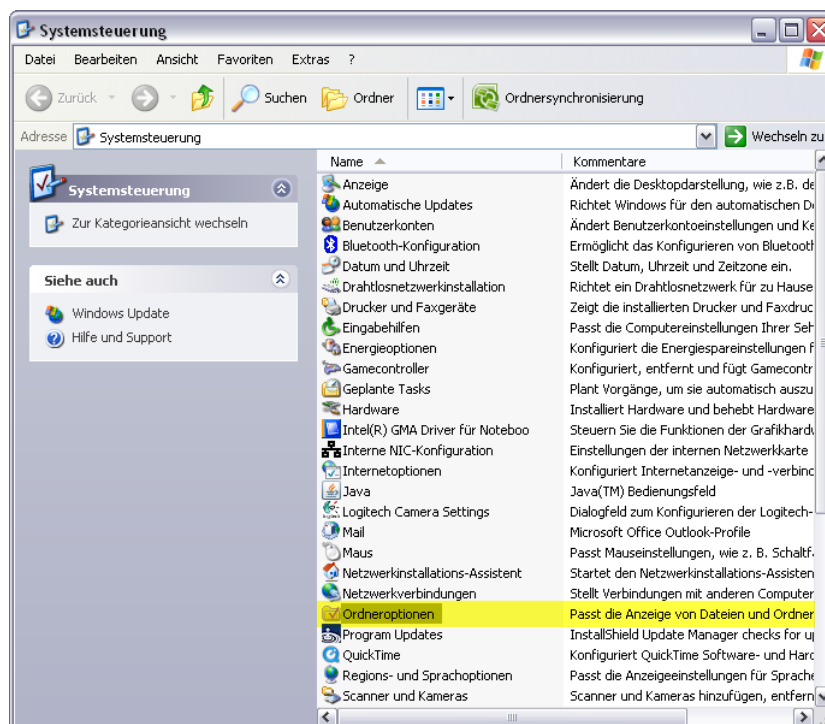 Systemsteuerung
Datei Bearbeiten Ansicht Favoriten Extras ?
Zurück Suchen Ordner Ordnersynchronisierung
Adresse Systemsteuerung Wechseln zu
Systemsteuerung
Zur Kategorieansicht wechseln
Siehe auch
Windows Update
Hilfe und Support
Name Kommentare
Anzeige Ändert die Desktopdarstellung, wie z.B. de
Automatische Updates Richtet Windows für den automatischen D
Benutzerkonten Ändert Benutzerkontoeinstellungen und Ke
Bluetooth-Konfiguration Ermöglicht das Konfigurieren von Bluetooth
Datum und Uhrzeit Stellt Datum, Uhrzeit und Zeitzone ein.
Drahtlosnetzwerkinstallation Richtet ein Drahtlosnetzwerk für zu Hause
Drucker und Faxgeräte Zeigt die installierten Drucker und Faxdruc
Eingabehilfen Passt die Computereinstellungen Ihrer Seh
Energieoptionen Konfiguriert die Energiespareinstellungen f
Gamecontroller Konfiguriert, entfernt und fügt Gamecontr
Geplante Tasks Plant Vorgänge, um sie automatisch auszu
Hardware Installiert Hardware und behebt Hardware
Intel(R) GMA Driver für Noteboo Steuern Sie die Funktionen der Grafikhardw
Interne NIC-Konfiguration Einstellungen der internen Netzwerkkarte
Internetoptionen Konfiguriert Internetanzeige- und -verbind
Java Java(TM) Bedienungsfeld
Logitech Camera Settings Dialogfeld zum Konfigurieren der Logitech-
Mail Microsoft Office Outlook-Profile
Maus Passt Mauseinstellungen, wie z. B. Schaltf
Netzwerkinstallations-Assistent Startet den Netzwerkinstallations-Assisten
Netzwerkverbindungen Stellt Verbindungen mit anderen Computer
Ordneroptionen Passt die Anzeige von Dateien und Ordner
Program Updates InstallShield Update Manager checks for up
QuickTime Konfiguriert QuickTime Software- und Hard
Regions- und Sprachoptionen Passt die Anzeigeeinstellungen für Sprache
Scanner und Kameras Scanner und Kameras hinzufügen, entfern